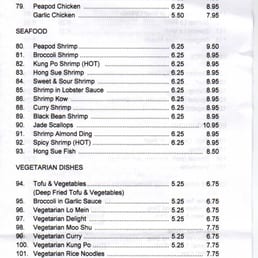 79. Peapod Chicken 6.25 8.95
Garlic Chicken 5.50 7.95
SEAFOOD
80. Peapod Shrimp 6.25 9.50
81. Broccoli Shrimp 6.25 8.95
82. Kung Po Shrimp (HOT) 6.25 8.95
83. Hong Sue Shrimp 6.25 8.95
84. Sweet & Sour Shrimp 6.25 8.95
85. Shrimp in Lobster Sauce 6.25 8.95
86. Shrimp Kow 6.25 8.95
88. Curry Shrimp 6.25 8.95
89. Black Bean Shrimp 6.25 8.95
90. Jade Scallops 10.95
91. Shrimp Almond Ding 6.25 8.95
92. Spicy Shrimp (HOT) 6.25 8.95
93. Hong Sue Fish 8.50
VEGETARIAN DISHES
94. Tofu & Vegetables 5.25 6.75
(Deep Fried Tofu & Vegetables)
95. Broccoli in Garlic Sauce 5.25 6.75
96. Vegetarian Lo Mein 5.25 6.75
97. Vegetarian Delight 5.25 6.75
98. Vegetarian Moo Shu 7.75
99. Vegetarian Curry 5.25 6.75
100. Vegetarian Kung Po 5.25 6.75
101. Vegetarian Rice Noodles 7.75